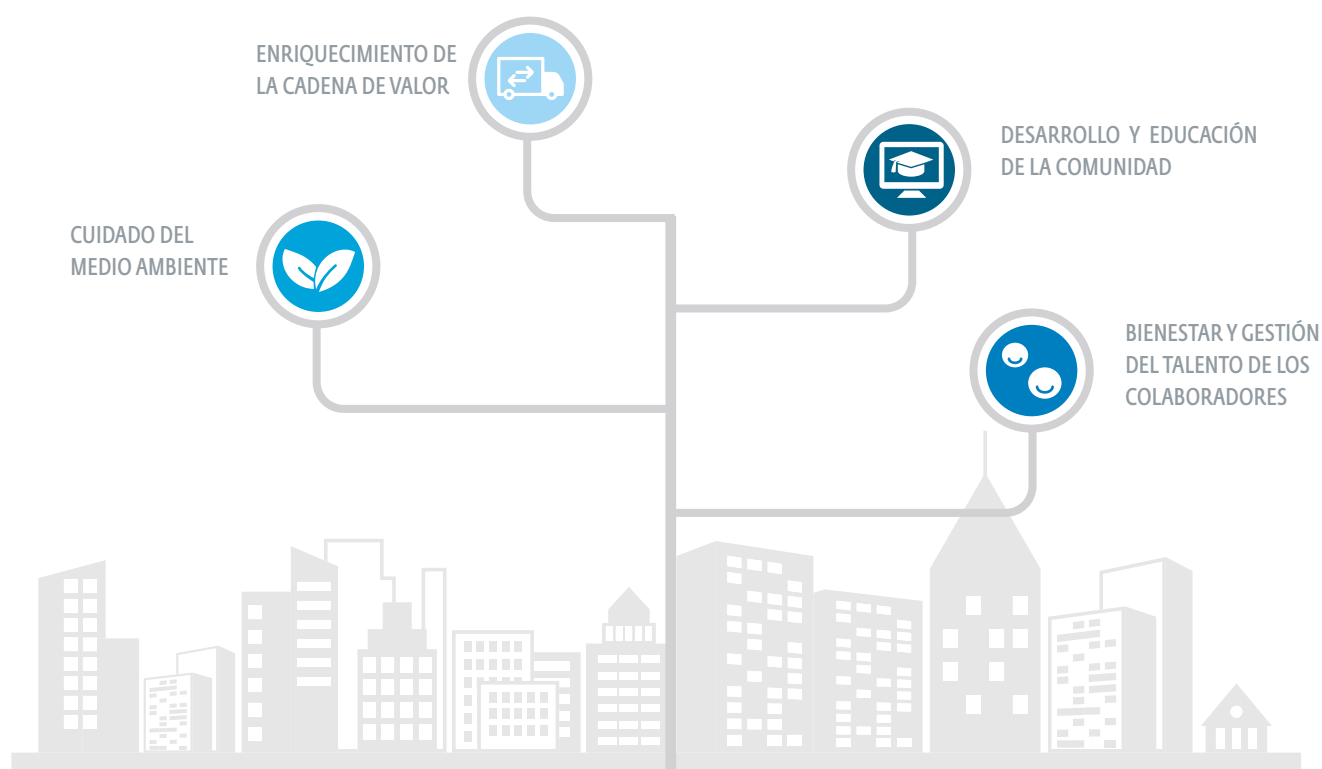 ENRIQUECIMIENTO DE
LA CADENA DE VALOR
DESARROLLO Y EDUCACIÓN
DE LA COMUNIDAD
CUIDADO DEL
MEDIO AMBIENTE
BIENESTAR Y GESTIÓN
DEL TALENTO DE LOS
COLABORADORES